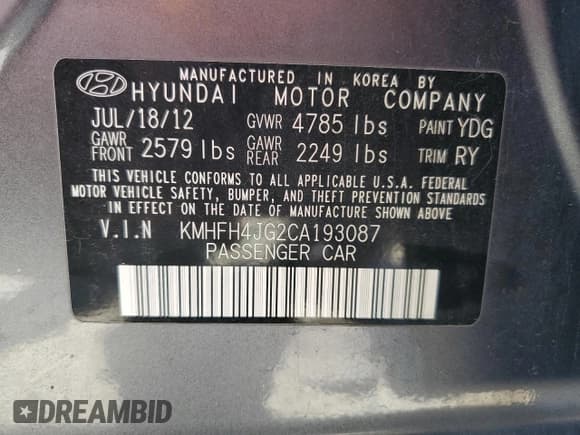 MANUFACTURED IN KOREA BY
HYUNDAI MOTOR COMPANY
JUL/18/12 GVWR 4785 lbs PAINT YDG
GAWR FRONT 2579 lbs GAWR REAR 2249 lbs TRIM RY
THIS VEHICLE CONFORMS TO ALL APPLICABLE U.S.A. FEDERAL
MOTOR VEHICLE SAFETY, BUMPER, AND THEFT PREVENTION STANDARDS
IN EFFECT ON THE DATE OF MANUFACTURE SHOWN ABOVE
V.I.N KMHFH4JG2CA193087
PASSENGER CAR
DREAMBID